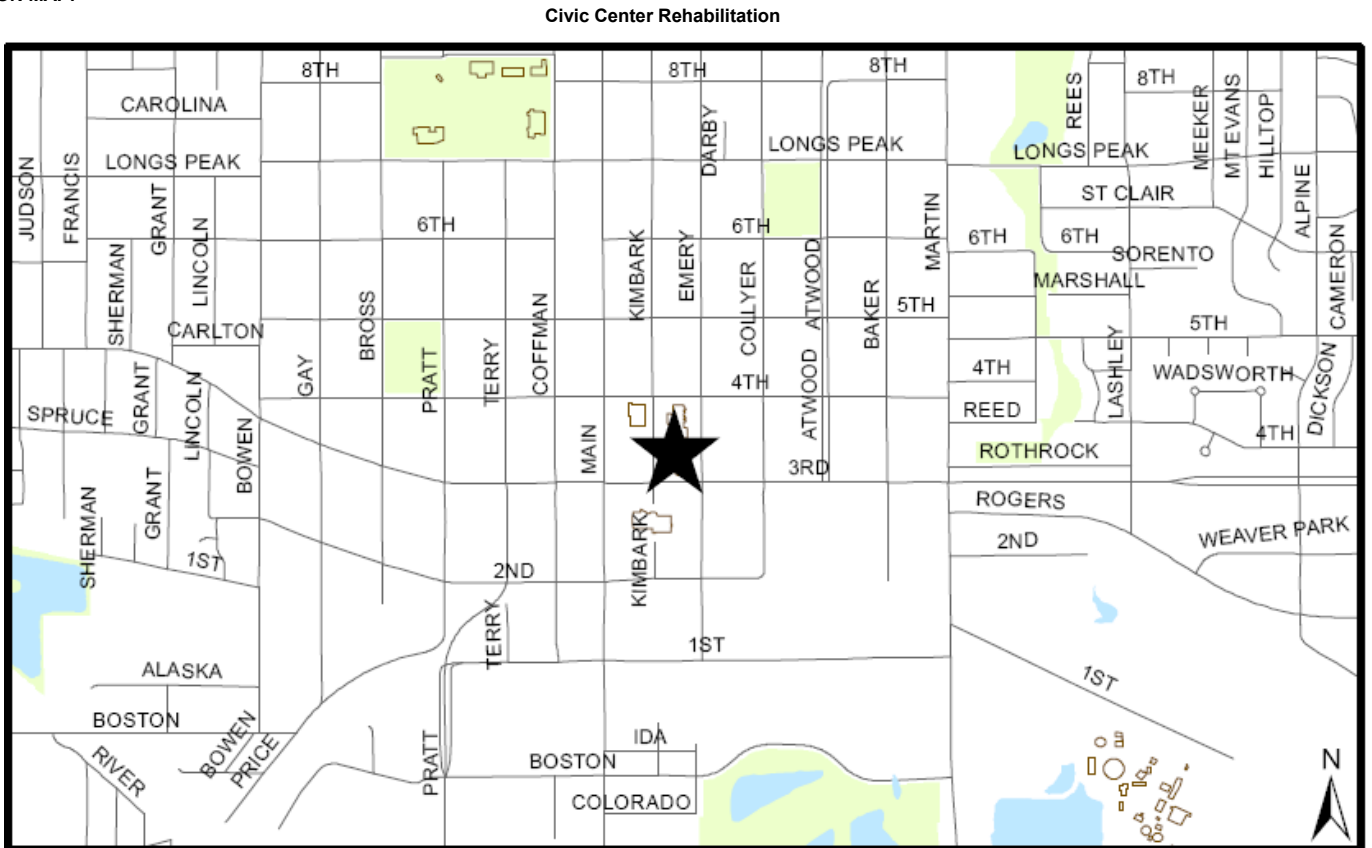 Civic Center Rehabilitation
8TH
8TH
8TH
8TH
REES
MEEKER
MT EVANS
HILLTOP
CAROLINA
DARBY
LONGS PEAK
LONGS PEAK
LONGS PEAK
JUDSON
FRANCIS
GRANT
LINCOLN
ST CLAIR
ALPINE
6TH
KIMBARK
EMERY
6TH
MARTIN
6TH
6TH
SORENTO
SHERMAN
MARSHALL
CAMERON
COLLYER
ATWOOD
BAKER
5TH
5TH
CARLTON
BROSS
COFFMAN
GAY
PRATT
TERRY
4TH
ATWOOD
4TH
LASHLEY
WADSWORTH
DICKSON
SPRUCE
GRANT
LINCOLN
BOWEN
REED
4TH
MAIN
3RD
ROTHROCK
SHERMAN
GRANT
ROGERS
KIMBARK
2ND
WEAVER PARK
1ST
2ND
TERRY
1ST
1ST
ALASKA
BOSTON
BOWEN
PRICE
RIVER
PRATT
IDA
BOSTON
COLORADO
N